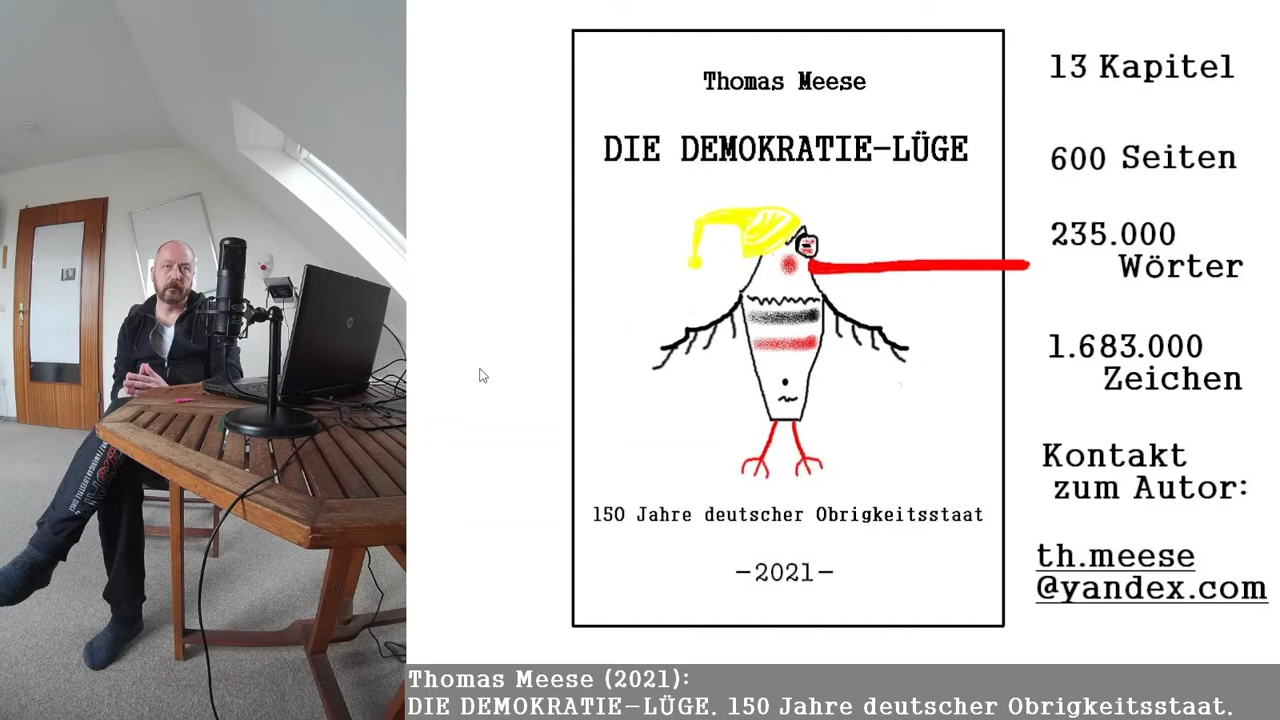 Thomas Meese
DIE DEMOKRATIE-LÜGE
150 Jahre deutscher Obrigkeitsstaat
-2021-
13 Kapitel
600 Seiten
235.000
Wörter
1.683.000
Zeichen
Kontakt
zum Autor:
th.meese
@yandex.com
Thomas Meese (2021):
DIE DEMOKRATIE-LÜGE. 150 Jahre deutscher Obrigkeitsstaat.